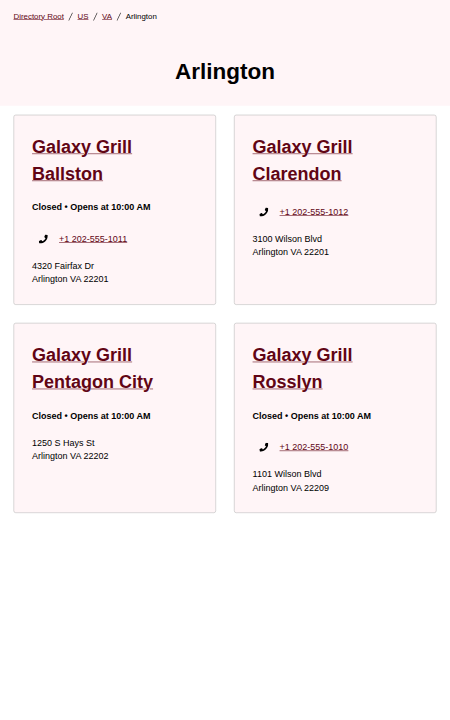 Directory Root / US / VA / Arlington
Arlington
Galaxy Grill
Ballston
Closed • Opens at 10:00 AM
+1 202-555-1011
4320 Fairfax Dr
Arlington VA 22201
Galaxy Grill
Clarendon
+1 202-555-1012
3100 Wilson Blvd
Arlington VA 22201
Galaxy Grill
Pentagon City
Closed • Opens at 10:00 AM
1250 S Hays St
Arlington VA 22202
Galaxy Grill
Rosslyn
Closed • Opens at 10:00 AM
+1 202-555-1010
1101 Wilson Blvd
Arlington VA 22209